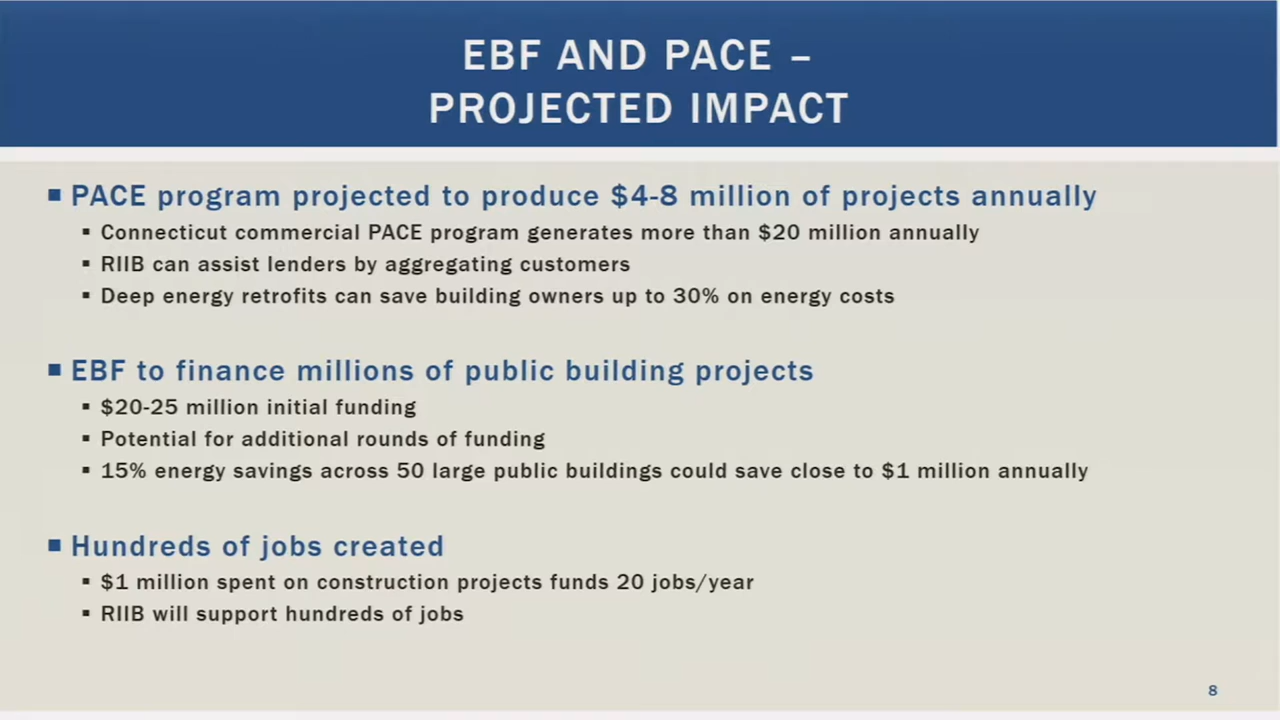 EBF AND PACE –
PROJECTED IMPACT
▪ PACE program projected to produce $4-8 million of projects annually
▪ Connecticut commercial PACE program generates more than $20 million annually
▪ RIIB can assist lenders by aggregating customers
▪ Deep energy retrofits can save building owners up to 30% on energy costs
▪ EBF to finance millions of public building projects
▪ $20-25 million initial funding
▪ Potential for additional rounds of funding
▪ 15% energy savings across 50 large public buildings could save close to $1 million annually
▪ Hundreds of jobs created
▪ $1 million spent on construction projects funds 20 jobs/year
▪ RIIB will support hundreds of jobs
8